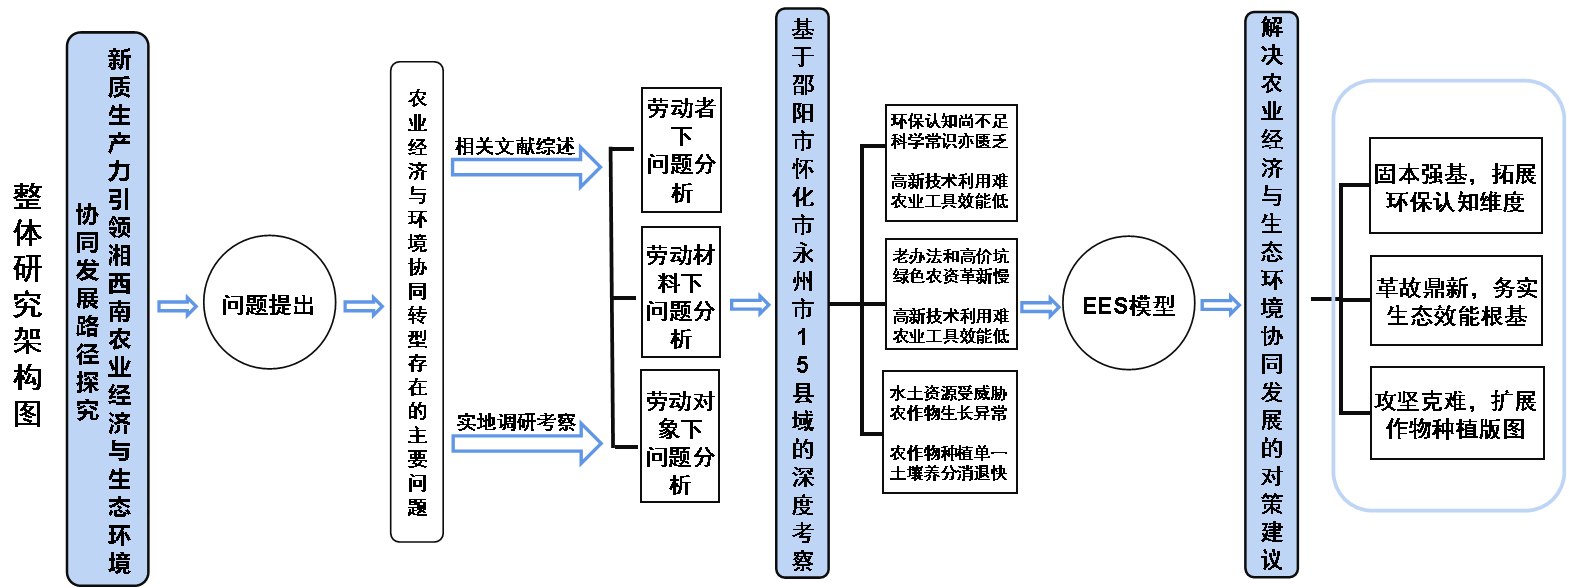 整体研究架构图
新质生产力引领湘西南农业经济与生态环境
协同发展路径探究
问题提出
农业经济与环境协同转型存在的主要问题
相关文献综述
实地调研考察
劳动者
下
问题分
析
劳动材
料下
问题分
析
劳动对
象下
问题分
析
基于邵阳市怀化市永州市15县域的深度考察
环保认知尚不足
科学常识亦匮乏
高新技术利用难
农业工具效能低
老办法和高价坑
绿色农资革新慢
高新技术利用难
农业工具效能低
水土资源受威胁
农作物生长异常
农作物种植单一
土壤养分消退快
EES模型
解决农业经济与生态环境协同发展的对策建议
固本强基，拓展
环保认知维度
革故鼎新，务实
生态效能根基
攻坚克难，扩展
作物种植版图